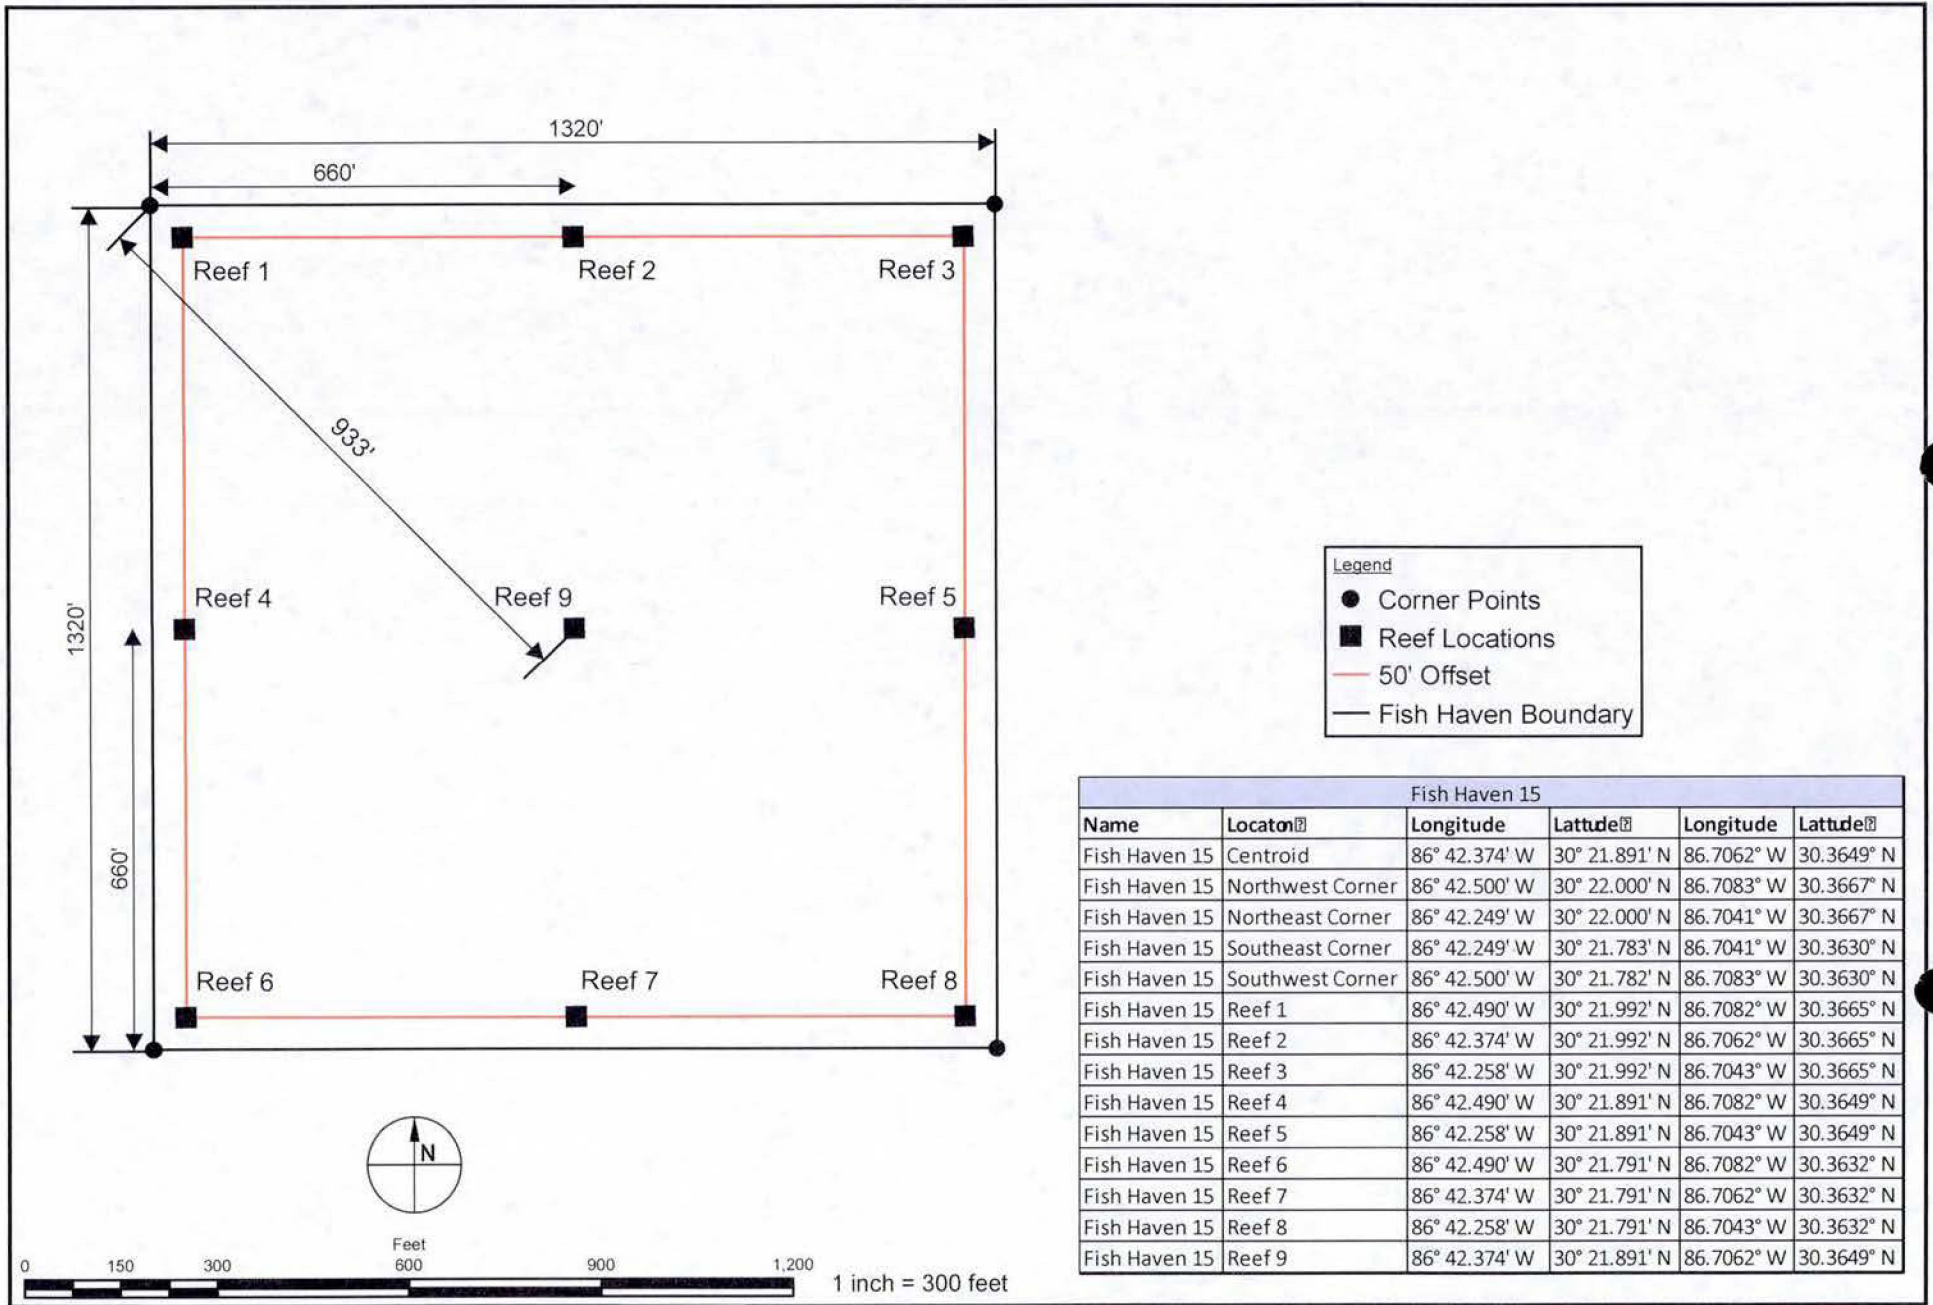 1320'
660'
Reef 1
Reef 2
Reef 3
933'
1320'
Reef 4
Reef 9
Reef 5
660'
Reef 6
Reef 7
Reef 8
N
Feet
0 150 300 600 900 1,200
1 inch = 300 feet
Legend
Corner Points
Reef Locations
50' Offset
Fish Haven Boundary
Fish Haven 15
Name Locaton⍰ Longitude Lattude⍰ Longitude Lattude⍰
Fish Haven 15 Centroid 86° 42.374' W 30° 21.891' N 86.7062° W 30.3649° N
Fish Haven 15 Northwest Corner 86° 42.500' W 30° 22.000' N 86.7083° W 30.3667° N
Fish Haven 15 Northeast Corner 86° 42.249' W 30° 22.000' N 86.7041° W 30.3667° N
Fish Haven 15 Southeast Corner 86° 42.249' W 30° 21.783' N 86.7041° W 30.3630° N
Fish Haven 15 Southwest Corner 86° 42.500' W 30° 21.782' N 86.7083° W 30.3630° N
Fish Haven 15 Reef 1 86° 42.490' W 30° 21.992' N 86.7082° W 30.3665° N
Fish Haven 15 Reef 2 86° 42.374' W 30° 21.992' N 86.7062° W 30.3665° N
Fish Haven 15 Reef 3 86° 42.258' W 30° 21.992' N 86.7043° W 30.3665° N
Fish Haven 15 Reef 4 86° 42.490' W 30° 21.891' N 86.7082° W 30.3649° N
Fish Haven 15 Reef 5 86° 42.258' W 30° 21.891' N 86.7043° W 30.3649° N
Fish Haven 15 Reef 6 86° 42.490' W 30° 21.791' N 86.7082° W 30.3632° N
Fish Haven 15 Reef 7 86° 42.374' W 30° 21.791' N 86.7062° W 30.3632° N
Fish Haven 15 Reef 8 86° 42.258' W 30° 21.791' N 86.7043° W 30.3632° N
Fish Haven 15 Reef 9 86° 42.374' W 30° 21.891' N 86.7062° W 30.3649° N